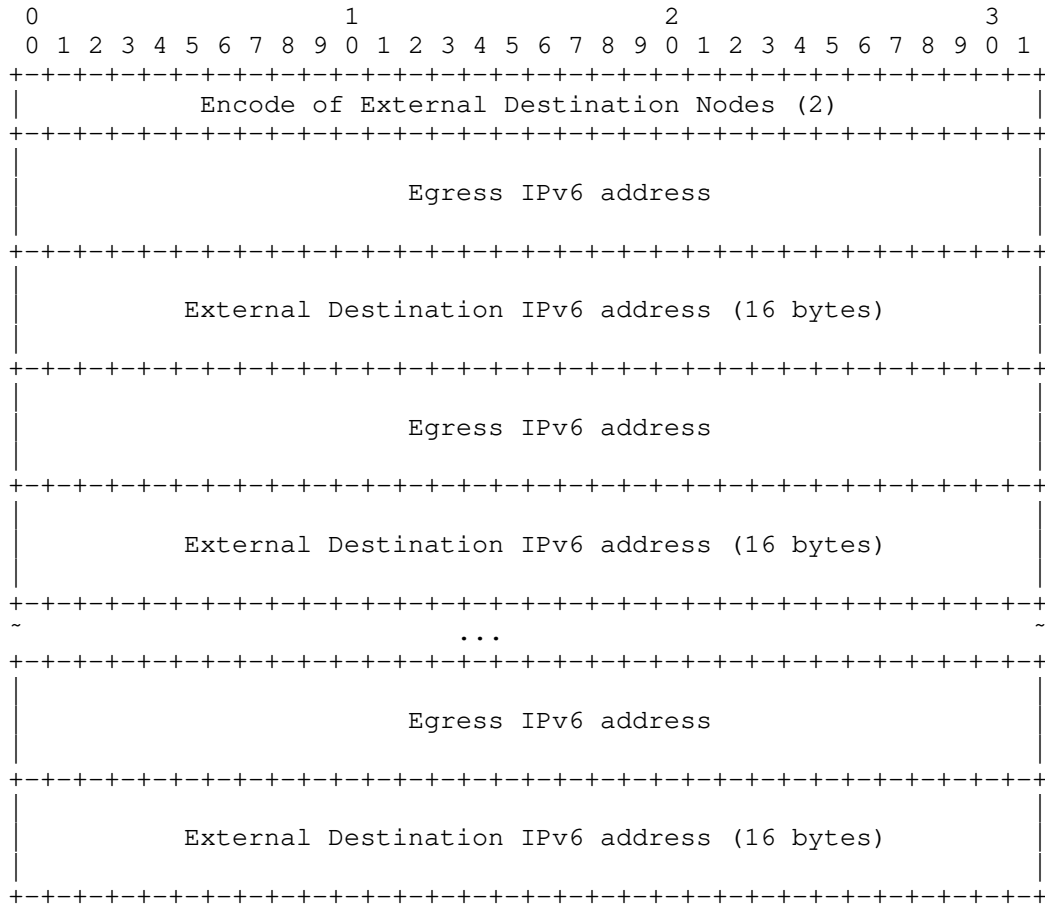 0                   1                   2                   3
 0 1 2 3 4 5 6 7 8 9 0 1 2 3 4 5 6 7 8 9 0 1 2 3 4 5 6 7 8 9 0 1
+-+-+-+-+-+-+-+-+-+-+-+-+-+-+-+-+-+-+-+-+-+-+-+-+-+-+-+-+-+-+-+-+
|           Encode of External Destination Nodes (2)            |
+-+-+-+-+-+-+-+-+-+-+-+-+-+-+-+-+-+-+-+-+-+-+-+-+-+-+-+-+-+-+-+-+
|                                                               |
|                        Egress IPv6 address                    |
|                                                               |
+-+-+-+-+-+-+-+-+-+-+-+-+-+-+-+-+-+-+-+-+-+-+-+-+-+-+-+-+-+-+-+-+
|                                                               |
|          External Destination IPv6 address (16 bytes)         |
|                                                               |
+-+-+-+-+-+-+-+-+-+-+-+-+-+-+-+-+-+-+-+-+-+-+-+-+-+-+-+-+-+-+-+-+
|                                                               |
|                        Egress IPv6 address                    |
|                                                               |
+-+-+-+-+-+-+-+-+-+-+-+-+-+-+-+-+-+-+-+-+-+-+-+-+-+-+-+-+-+-+-+-+
|                                                               |
|          External Destination IPv6 address (16 bytes)         |
|                                                               |
+-+-+-+-+-+-+-+-+-+-+-+-+-+-+-+-+-+-+-+-+-+-+-+-+-+-+-+-+-+-+-+-+
~                           ...                                 ~
+-+-+-+-+-+-+-+-+-+-+-+-+-+-+-+-+-+-+-+-+-+-+-+-+-+-+-+-+-+-+-+-+
|                                                               |
|                        Egress IPv6 address                    |
|                                                               |
+-+-+-+-+-+-+-+-+-+-+-+-+-+-+-+-+-+-+-+-+-+-+-+-+-+-+-+-+-+-+-+-+
|                                                               |
|          External Destination IPv6 address (16 bytes)         |
|                                                               |
+-+-+-+-+-+-+-+-+-+-+-+-+-+-+-+-+-+-+-+-+-+-+-+-+-+-+-+-+-+-+-+-+